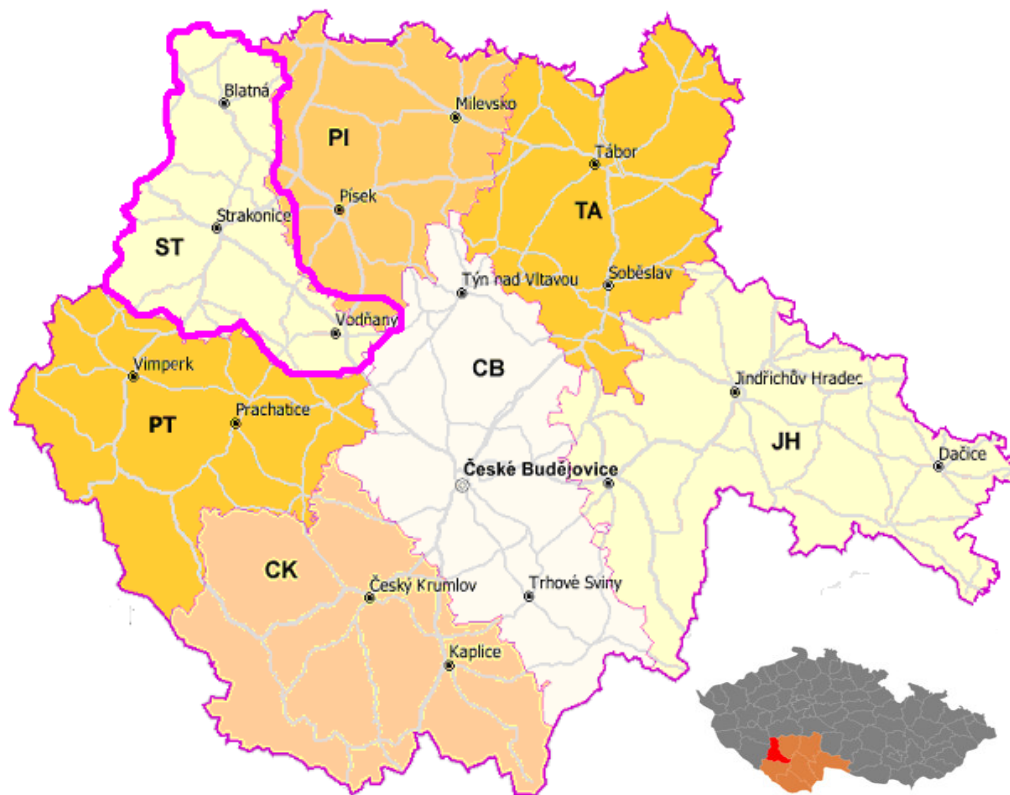 Blatná
Milevsko
PI
Tábor
Písek
TA
Strakonice
ST
Soběslav
Týn nad Vltavou
Vodňany
Vimperk
CB
Jindřichův Hradec
Prachatice
PT
JH
Dačice
České Budějovice
CK
Český Krumlov
Trhové Sviny
Kaplice